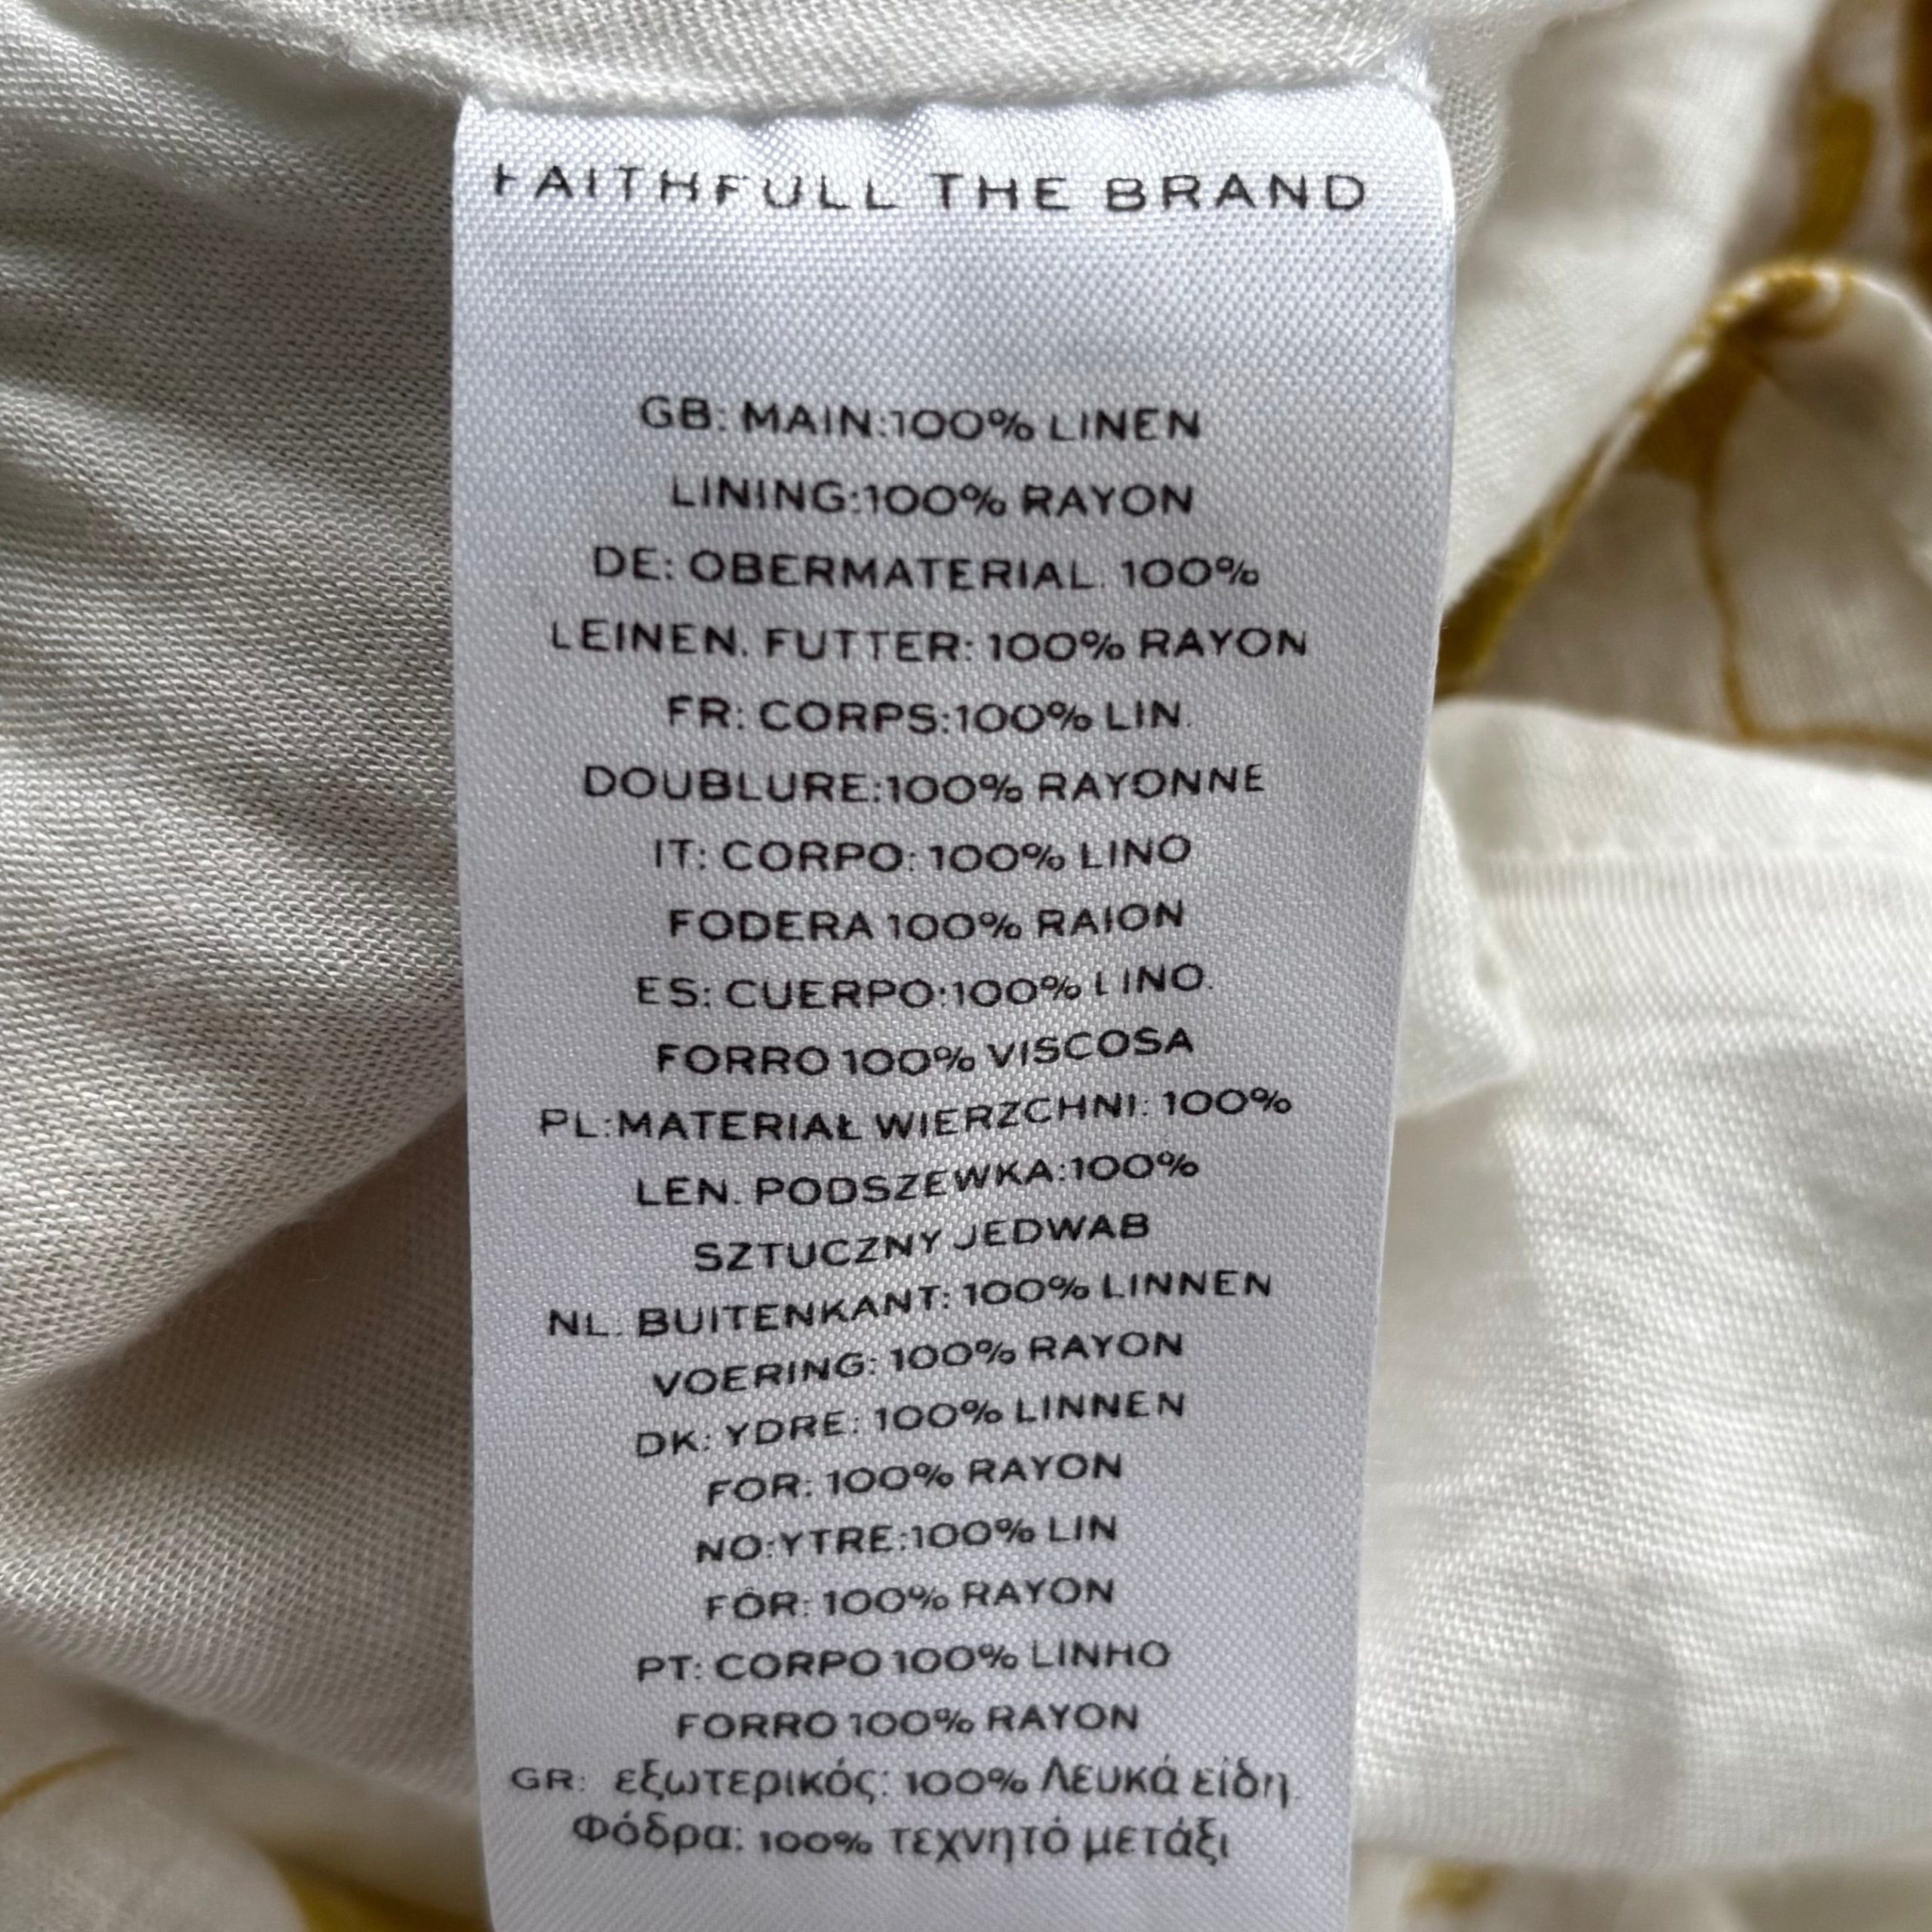 FAITHFULL THE BRAND
GB: MAIN:100% LINEN
LINING:100% RAYON
DE: OBERMATERIAL. 100%
LEINEN. FUTTER: 100% RAYON
FR: CORPS:100% LIN.
DOUBLURE:100% RAYONNE
IT: CORPO: 100% LINO
FODERA 100% RAION
ES: CUERPO:100% LINO.
FORRO 100% VISCOSA
PL:MATERIAŁ WIERZCHNI: 100%
LEN. PODSZEWKA:100%
SZTUCZNY JEDWAB
NL: BUITENKANT: 100% LINNEN
VOERING: 100% RAYON
DK: YDRE: 100% LINNEN
FOR: 100% RAYON
NO:YTRE:100% LIN
FÔR: 100% RAYON
PT: CORPO 100% LINHO
FORRO 100% RAYON
GR: εξωτερικός: 100% Λευκά είδη.
Φόδρα: 100% τεχνητό μετάξι